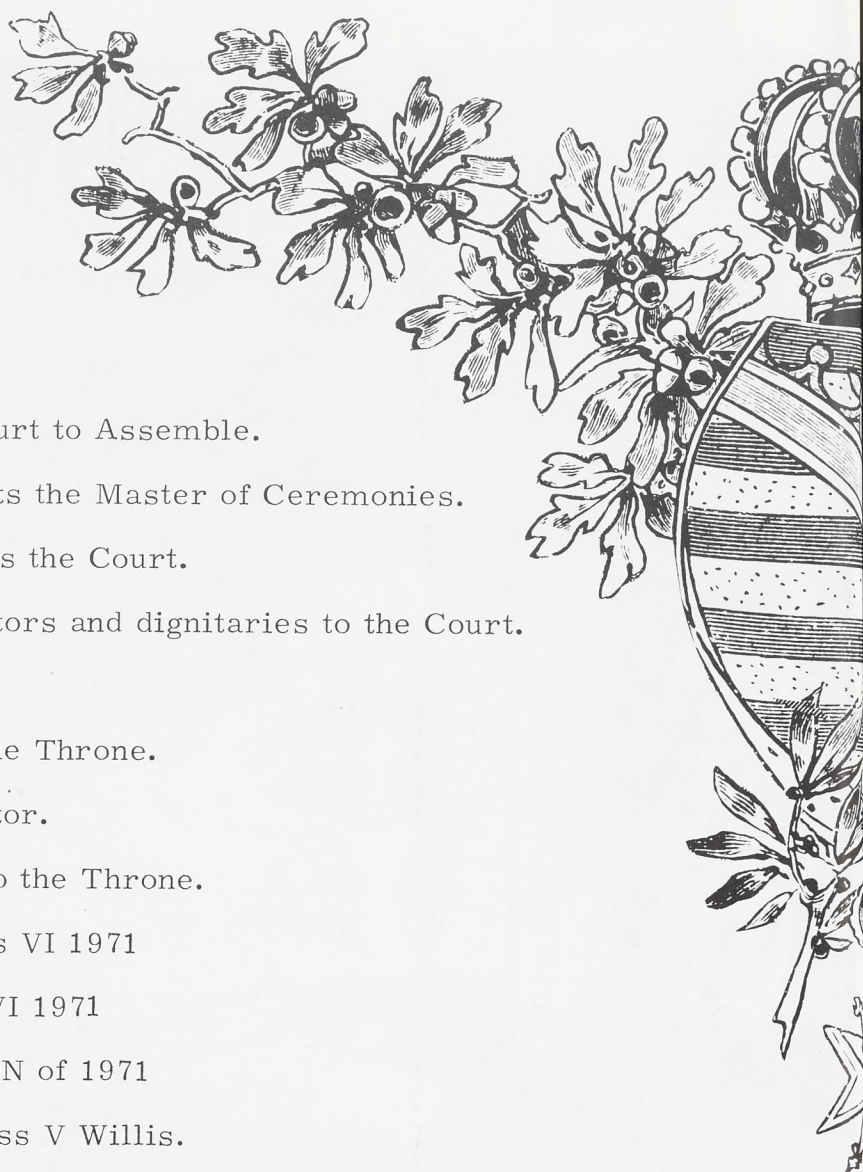 urt to Assemble.
ts the Master of Ceremonies.
s the Court.
tors and dignitaries to the Court.
e Throne.
tor.
o the Throne.
s VI 1971
VI 1971
N of 1971
ss V Willis.